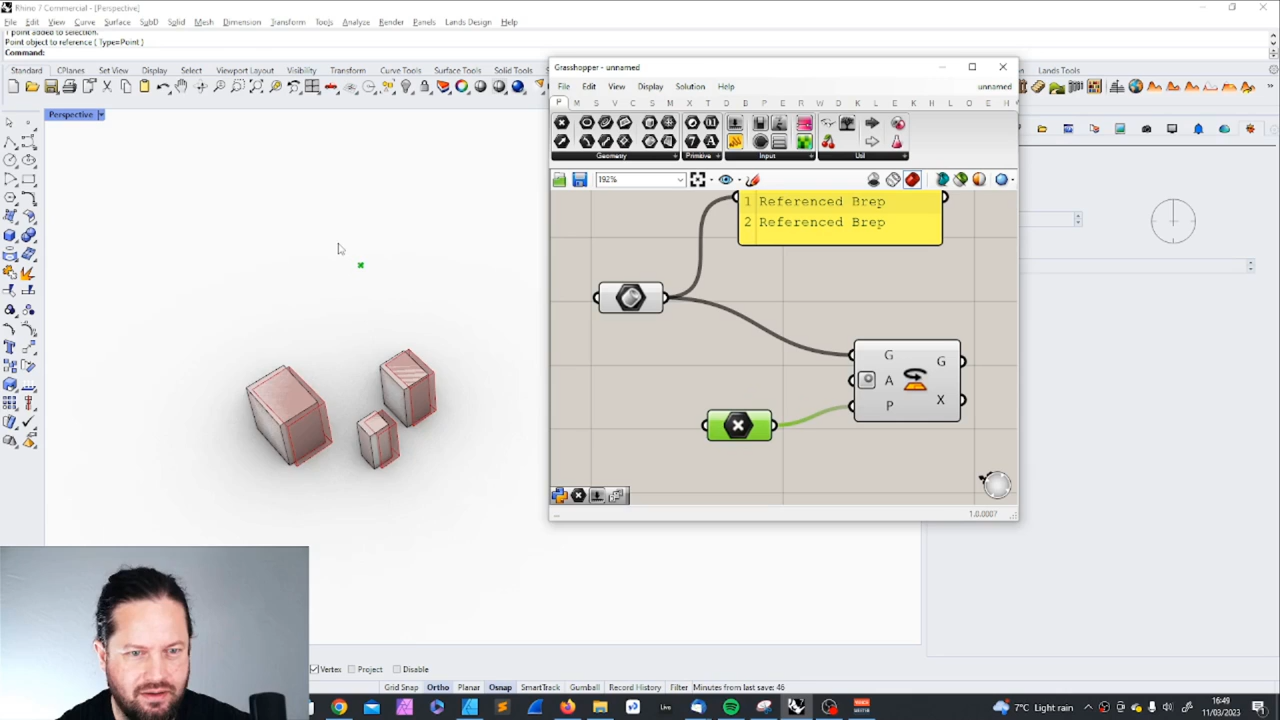 Rhino 7 Commercial - [Perspective]
File Edit View Curve Surface SubD Solid Mesh Dimension Transform Tools Analyze Render Panels Lands Design Help
1 point added to selection.
Point object to reference ( Type=Point )
Command:
Standard CPlanes Set View Display Select Viewport Layout Visibility Transform Curve Tools Surface Tools Solid Tools Lands Tools
Perspective
Grasshopper - unnamed
File Edit View Display Solution Help unnamed
P M S V C S M I X T D B P F A R O W P A K L E K H L O E H
Geometry Primitive Input Util
192%
1 Referenced Brep
2 Referenced Brep
G
A
P
G
X
... 1.0.0007
Vertex Project Disable
Grid Snap Ortho Planar Osnap SmartTrack Gumball Record History Filter Minutes from last save: 46
Live
7°C Light rain
16:49
11/03/2023